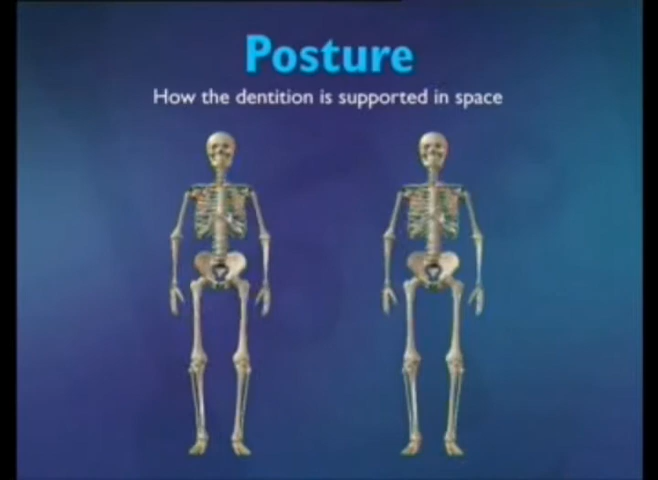 Posture
How the dentition is supported in space